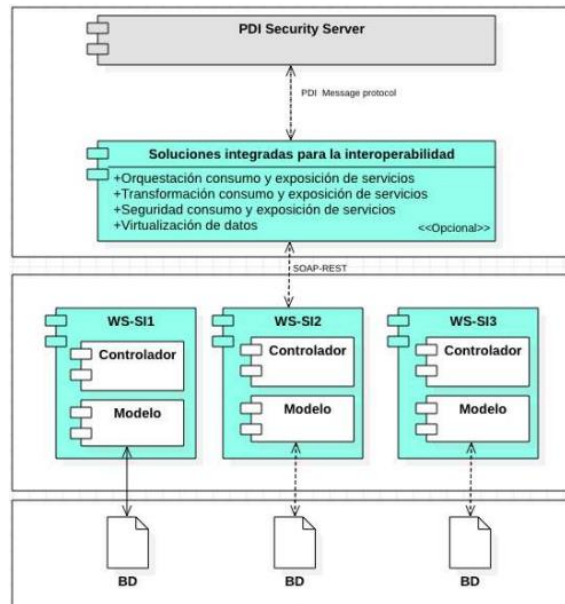 PDI Security Server
PDI Message protocol
Soluciones integradas para la interoperabilidad
+Orquestación consumo y exposición de servicios
+Transformación consumo y exposición de servicios
+Seguridad consumo y exposición de servicios
+Virtualización de datos
<<Opcional>>
SOAP-REST
WS-SI1
WS-SI2
WS-SI3
Controlador
Controlador
Controlador
Modelo
Modelo
Modelo
BD
BD
BD